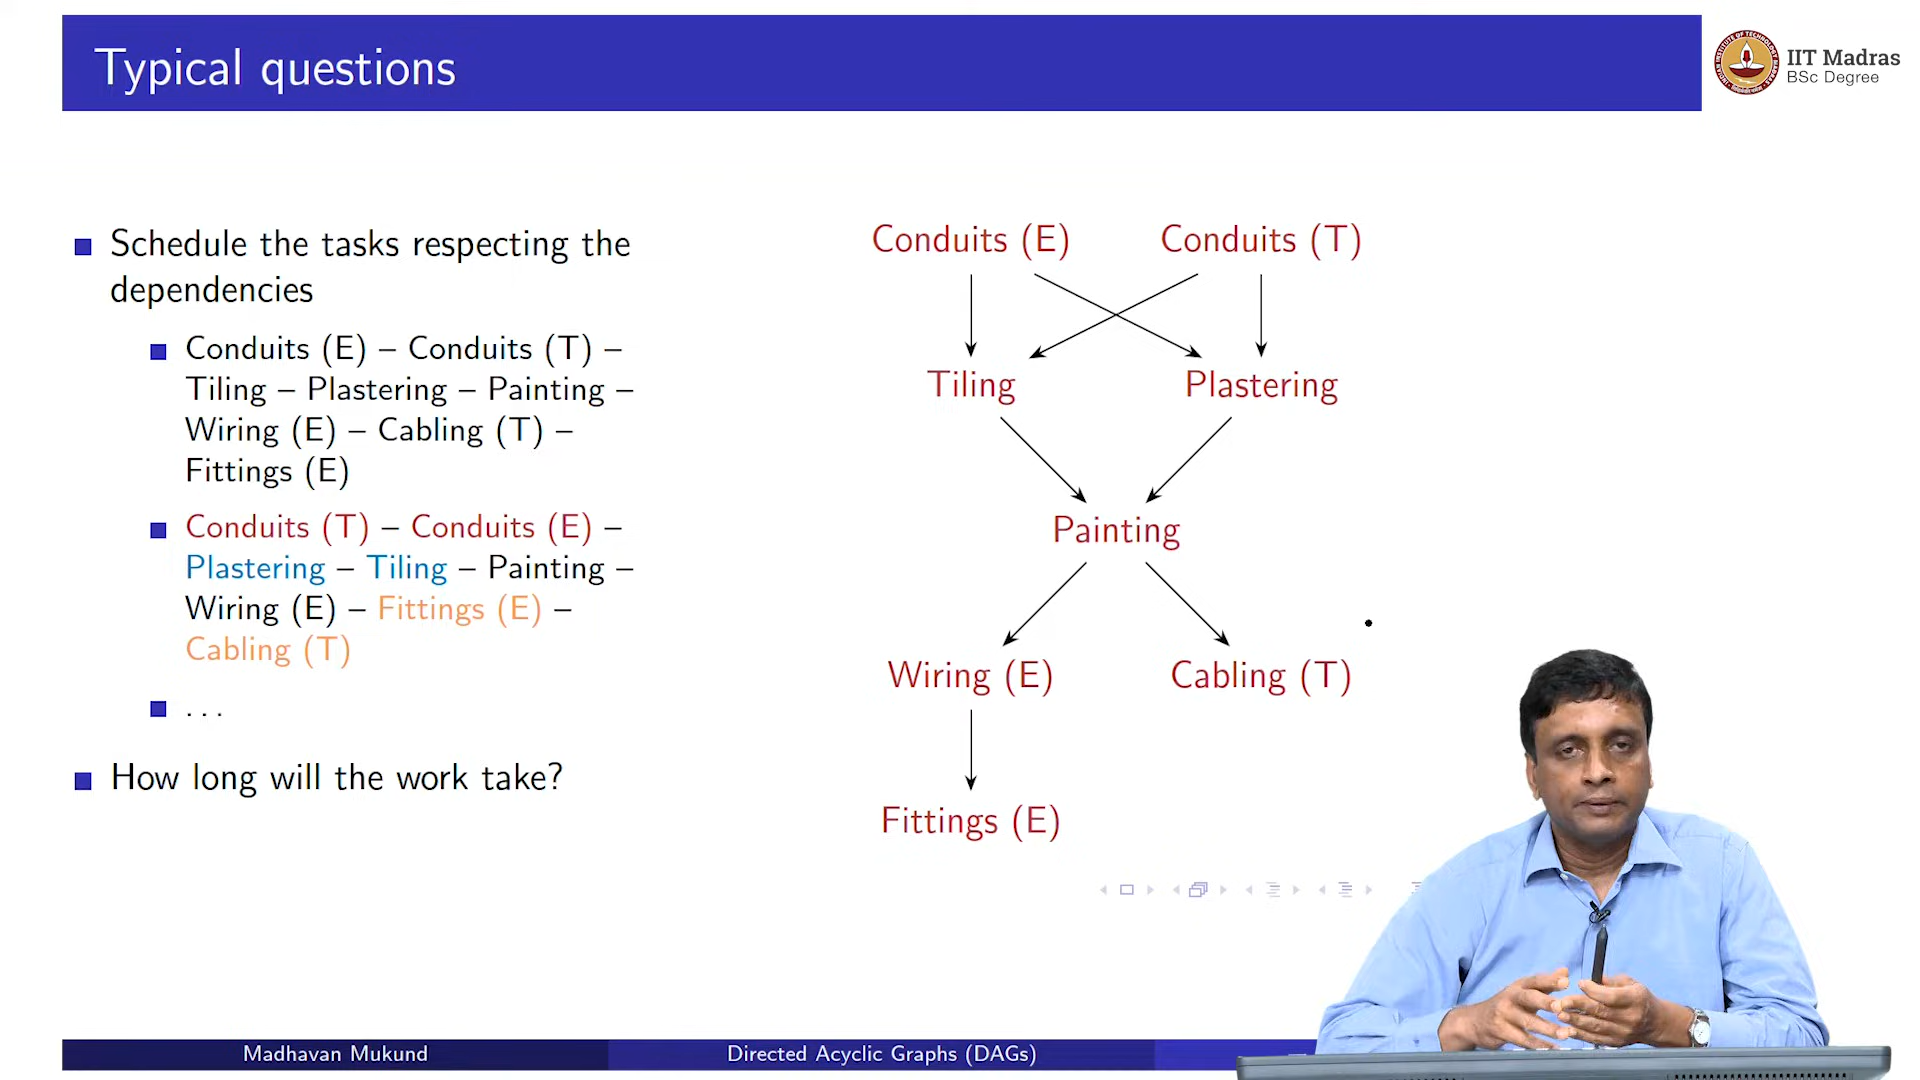 Typical questions
IIT Madras
BSc Degree
Schedule the tasks respecting the
dependencies
Conduits (E) – Conduits (T) –
Tiling – Plastering – Painting –
Wiring (E) – Cabling (T) –
Fittings (E)
Conduits (T) – Conduits (E) –
Plastering – Tiling – Painting –
Wiring (E) – Fittings (E) –
Cabling (T)
. . .
How long will the work take?
Conduits (E)
Conduits (T)
Tiling
Plastering
Painting
Wiring (E)
Cabling (T)
Fittings (E)
Madhavan Mukund
Directed Acyclic Graphs (DAGs)